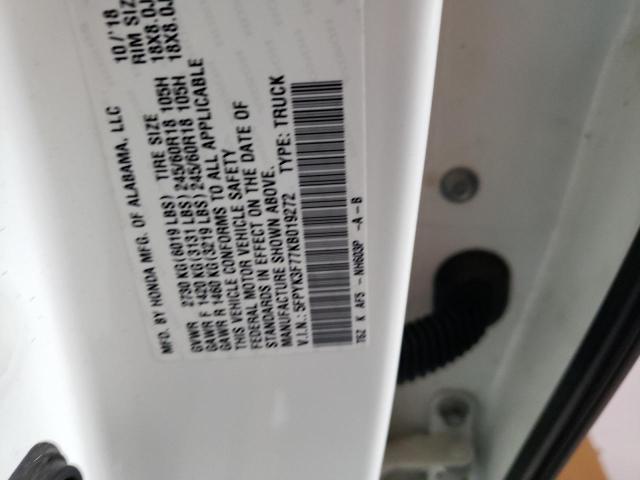 MFD. BY HONDA MFG. OF ALABAMA, LLC 10/'18
TIRE SIZE RIM SIZ
GVWR 2730 KG(6019 LBS)
GAWR F 1420 KG(3131 LBS) 245/60R18 105H 18X8.0J
GAWR R 1460 KG(3219 LBS) 245/60R18 105H 18X8.0J
THIS VEHICLE CONFORMS TO ALL APPLICABLE
FEDERAL MOTOR VEHICLE SAFETY
STANDARDS IN EFFECT ON THE DATE OF
MANUFACTURE SHOWN ABOVE.
V.I.N.: 5FPYK3F77KB019272 TYPE: TRUCK
T6Z K AF5 -NH603P -A-B